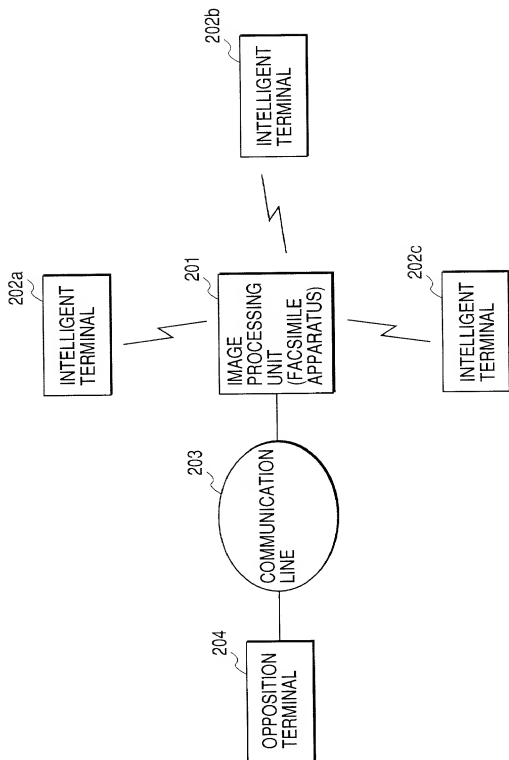 202a
INTELLIGENT
TERMINAL
202b
INTELLIGENT
TERMINAL
201
IMAGE
PROCESSING
UNIT
(FACSIMILE
APPARATUS)
202c
INTELLIGENT
TERMINAL
203
COMMUNICATION
LINE
204
OPPOSITION
TERMINAL